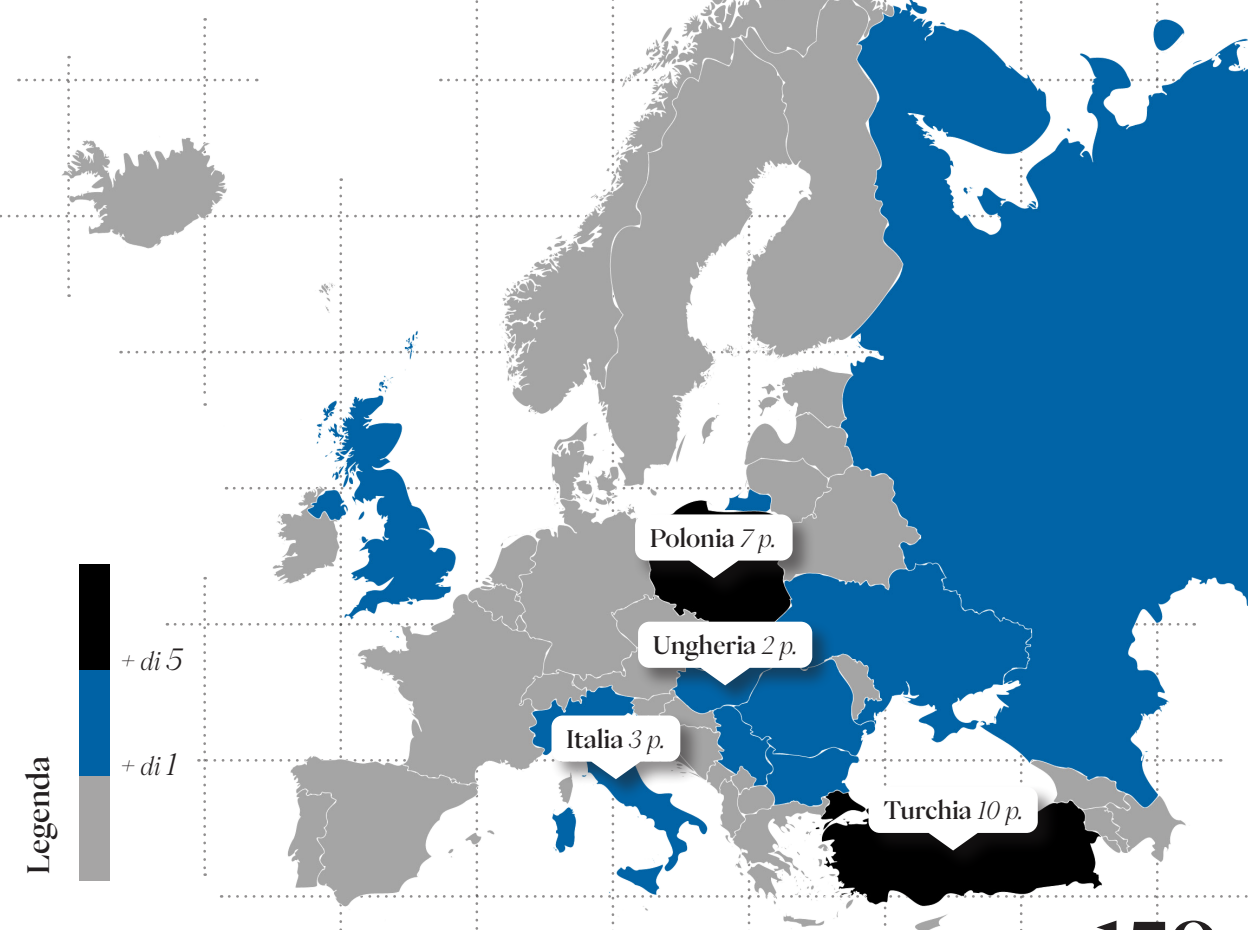 Polonia 7 p.
Ungheria 2 p.
Italia 3 p.
Turchia 10 p.
Legenda
+ di 5
+ di 1